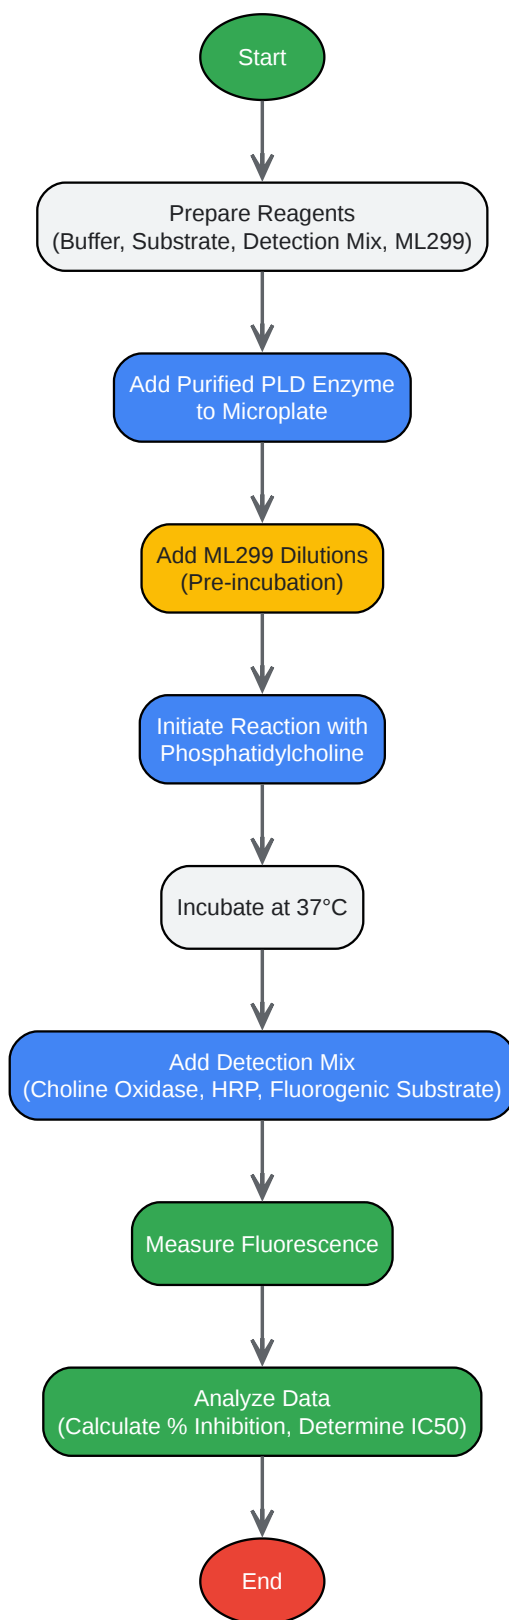 Start
Prepare Reagents
(Buffer, Substrate, Detection Mix, ML299)
Add Purified PLD Enzyme
to Microplate
Add ML299 Dilutions
(Pre-incubation)
Initiate Reaction with
Phosphatidylcholine
Incubate at 37°C
Add Detection Mix
(Choline Oxidase, HRP, Fluorogenic Substrate)
Measure Fluorescence
Analyze Data
(Calculate % Inhibition, Determine IC50)
End